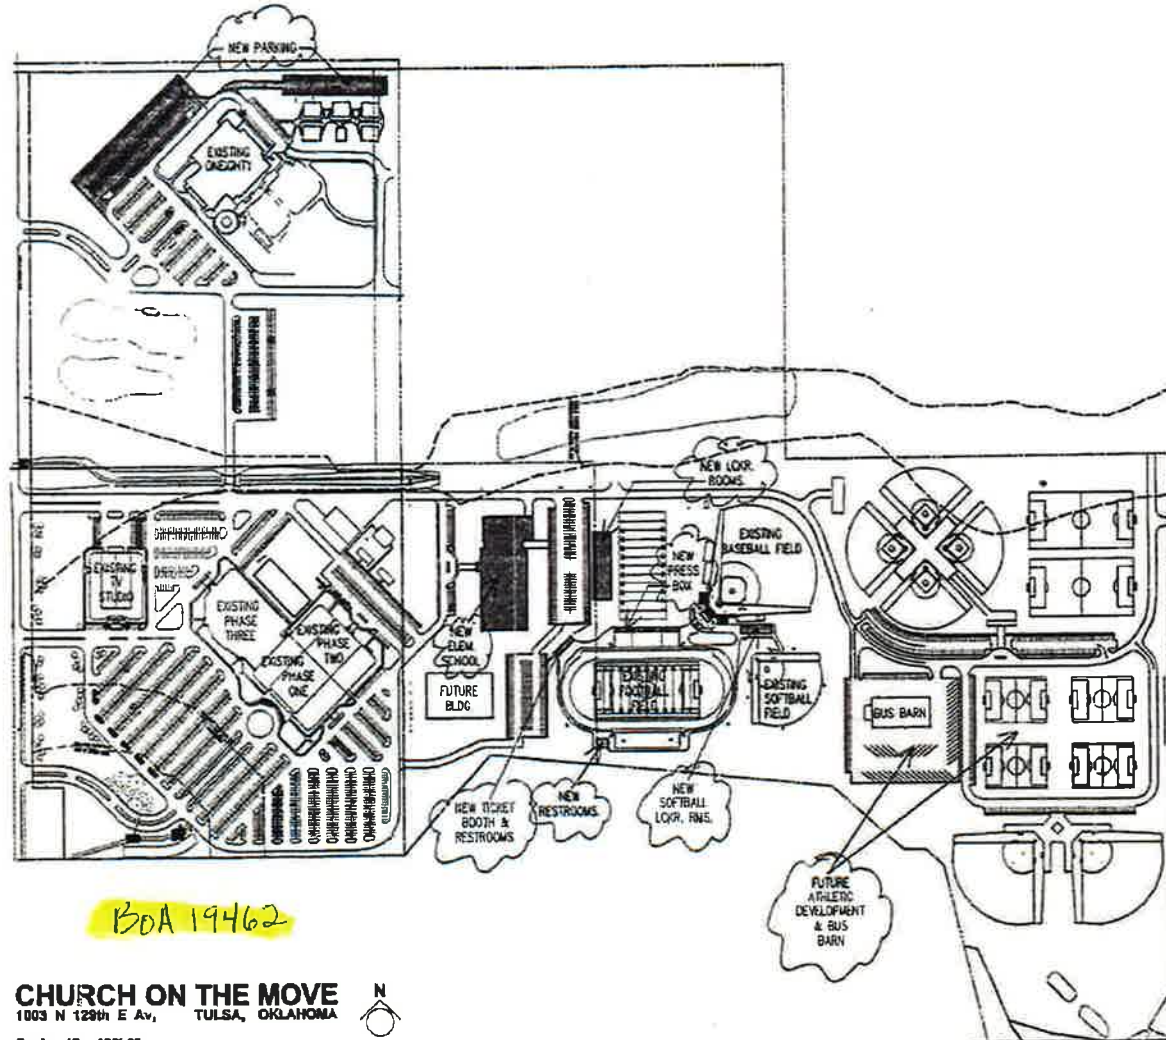 NEW PARKING
EXISTING
ONEEIGHTY
NEW LCKR.
ROOMS
EXISTING
BASEBALL FIELD
NEW
PRESS
BOX
EXISTING
TV
STUDIO
EXISTING
PHASE
THREE
EXISTING
PHASE
TWO
EXISTING
PHASE
ONE
NEW
ELEM.
SCHOOL
FUTURE
BLDG
EXISTING
FOOTBALL
FIELD
EXISTING
SOFTBALL
FIELD
BUS BARN
NEW TICKET
BOOTH &
RESTROOMS
NEW
RESTROOMS
NEW
SOFTBALL
LCKR. RMS.
FUTURE
ATHLETIC
DEVELOPMENT
& BUS
BARN
BOA 19462
CHURCH ON THE MOVE
1003 N 129th E Av, TULSA, OKLAHOMA
N